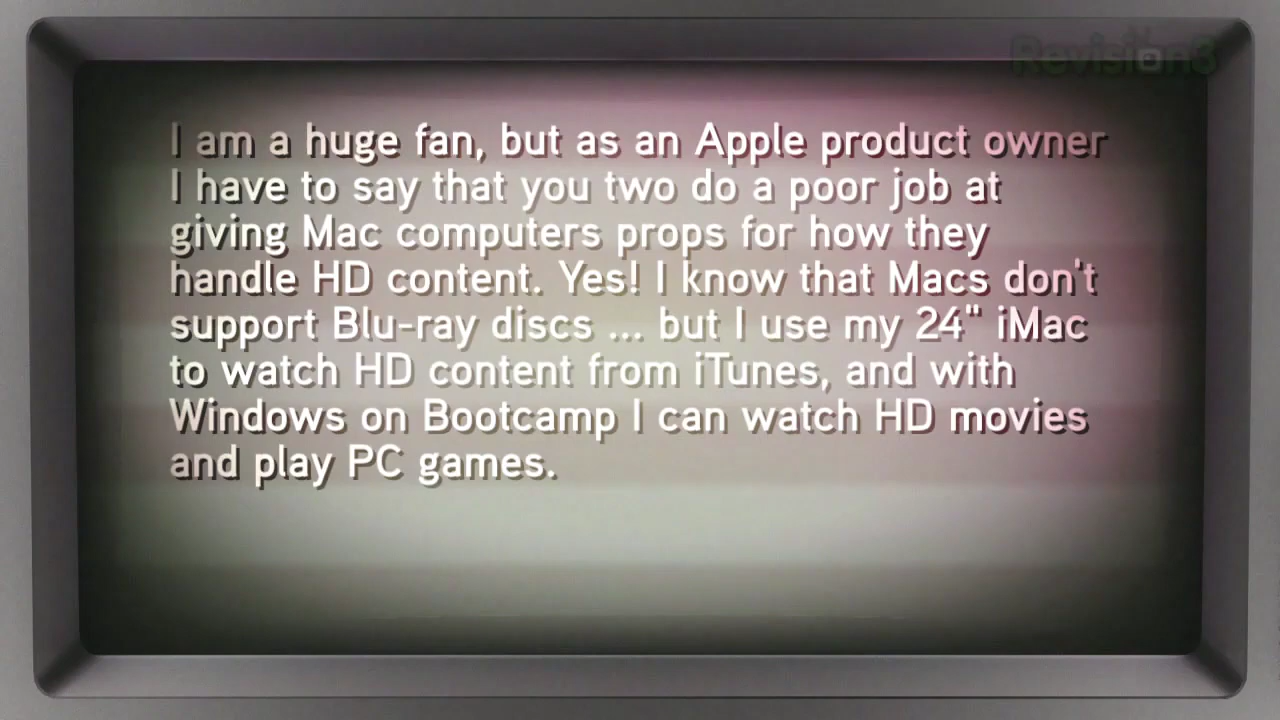 Revision3
I am a huge fan, but as an Apple product owner
I have to say that you two do a poor job at
giving Mac computers props for how they
handle HD content. Yes! I know that Macs don't
support Blu-ray discs ... but I use my 24" iMac
to watch HD content from iTunes, and with
Windows on Bootcamp I can watch HD movies
and play PC games.